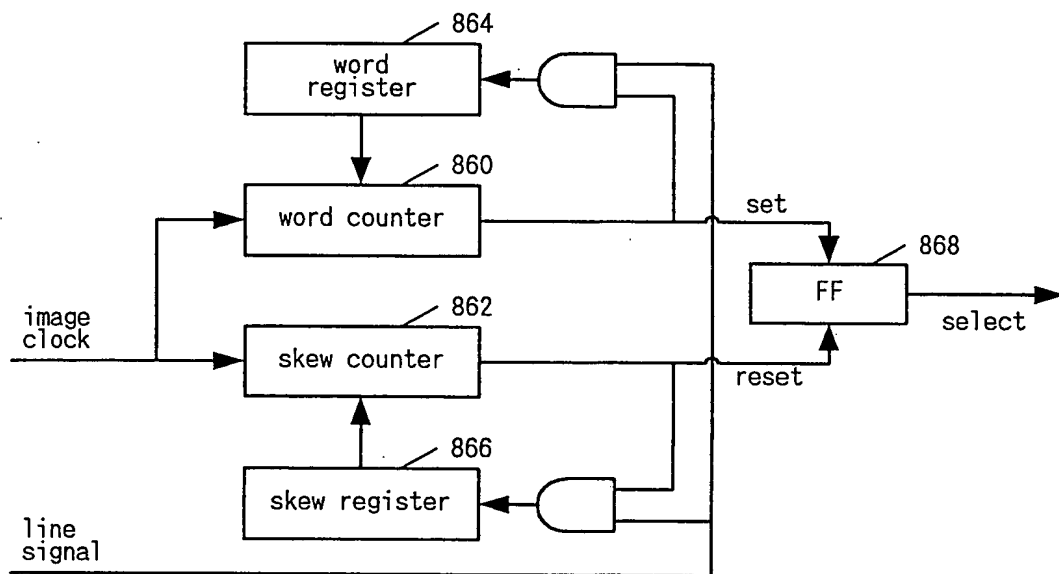 864
word
register
860
word counter
set
868
FF
select
image
clock
862
skew counter
reset
866
skew register
line
signal